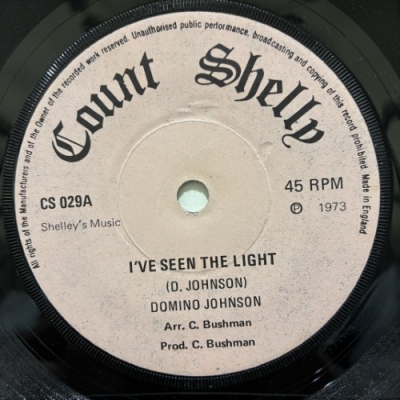 All rights of the Manufacturers and of the Owner of the recorded work reserved. Unauthorised public performance, broadcasting and copying of this record prohibited. Made in England
Count Shelly
CS 029A
45 RPM
Shelley's Music
℗ 1973
I'VE SEEN THE LIGHT
(D. JOHNSON)
DOMINO JOHNSON
Arr. C. Bushman
Prod. C. Bushman